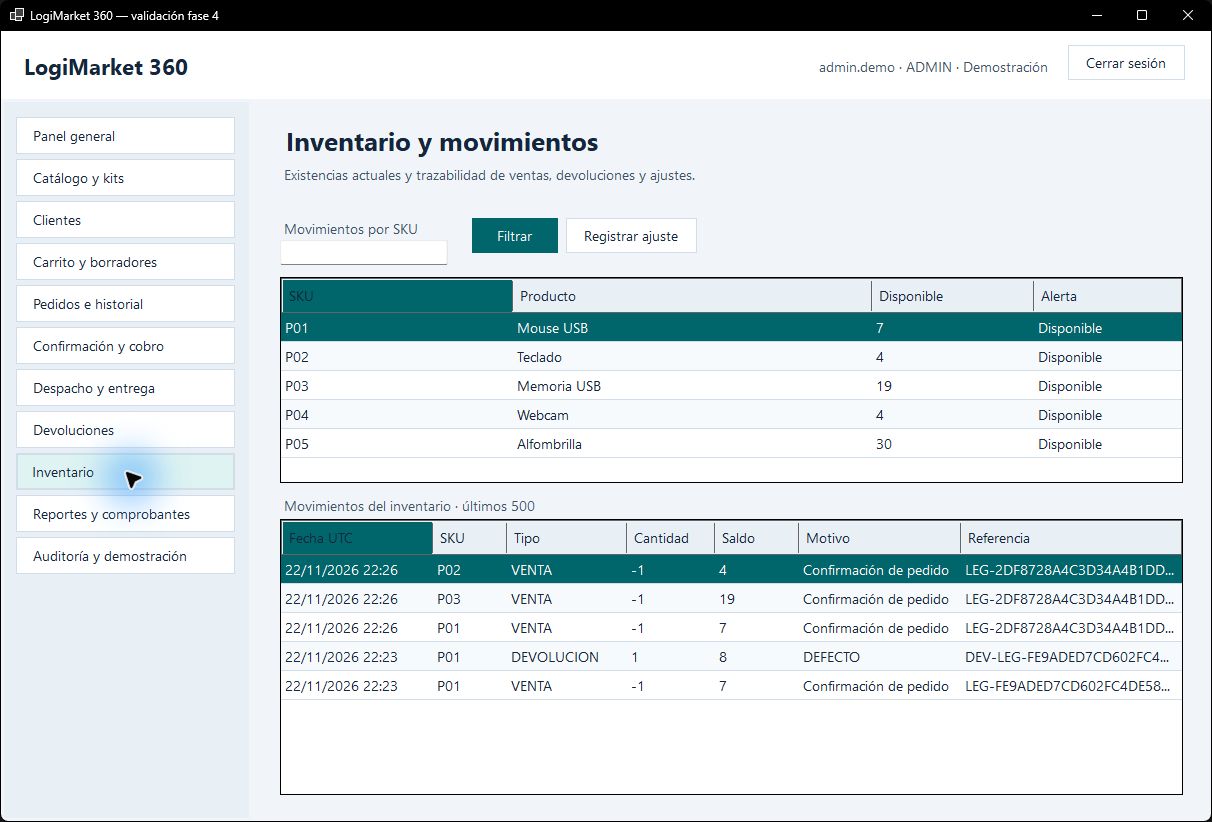 LogiMarket 360 — validación fase 4
LogiMarket 360
admin.demo · ADMIN · Demostración
Cerrar sesión
Panel general
Catálogo y kits
Clientes
Carrito y borradores
Pedidos e historial
Confirmación y cobro
Despacho y entrega
Devoluciones
Inventario
Reportes y comprobantes
Auditoría y demostración
Inventario y movimientos
Existencias actuales y trazabilidad de ventas, devoluciones y ajustes.
Movimientos por SKU
Filtrar
Registrar ajuste
SKU Producto Disponible Alerta
P01 Mouse USB 7 Disponible
P02 Teclado 4 Disponible
P03 Memoria USB 19 Disponible
P04 Webcam 4 Disponible
P05 Alfombrilla 30 Disponible
Movimientos del inventario · últimos 500
Fecha UTC SKU Tipo Cantidad Saldo Motivo Referencia
22/11/2026 22:26 P02 VENTA -1 4 Confirmación de pedido LEG-2DF8728A4C3D34A4B1DD...
22/11/2026 22:26 P03 VENTA -1 19 Confirmación de pedido LEG-2DF8728A4C3D34A4B1DD...
22/11/2026 22:26 P01 VENTA -1 7 Confirmación de pedido LEG-2DF8728A4C3D34A4B1DD...
22/11/2026 22:23 P01 DEVOLUCION 1 8 DEFECTO DEV-LEG-FE9ADED7CD602FC4...
22/11/2026 22:23 P01 VENTA -1 7 Confirmación de pedido LEG-FE9ADED7CD602FC4DE58...